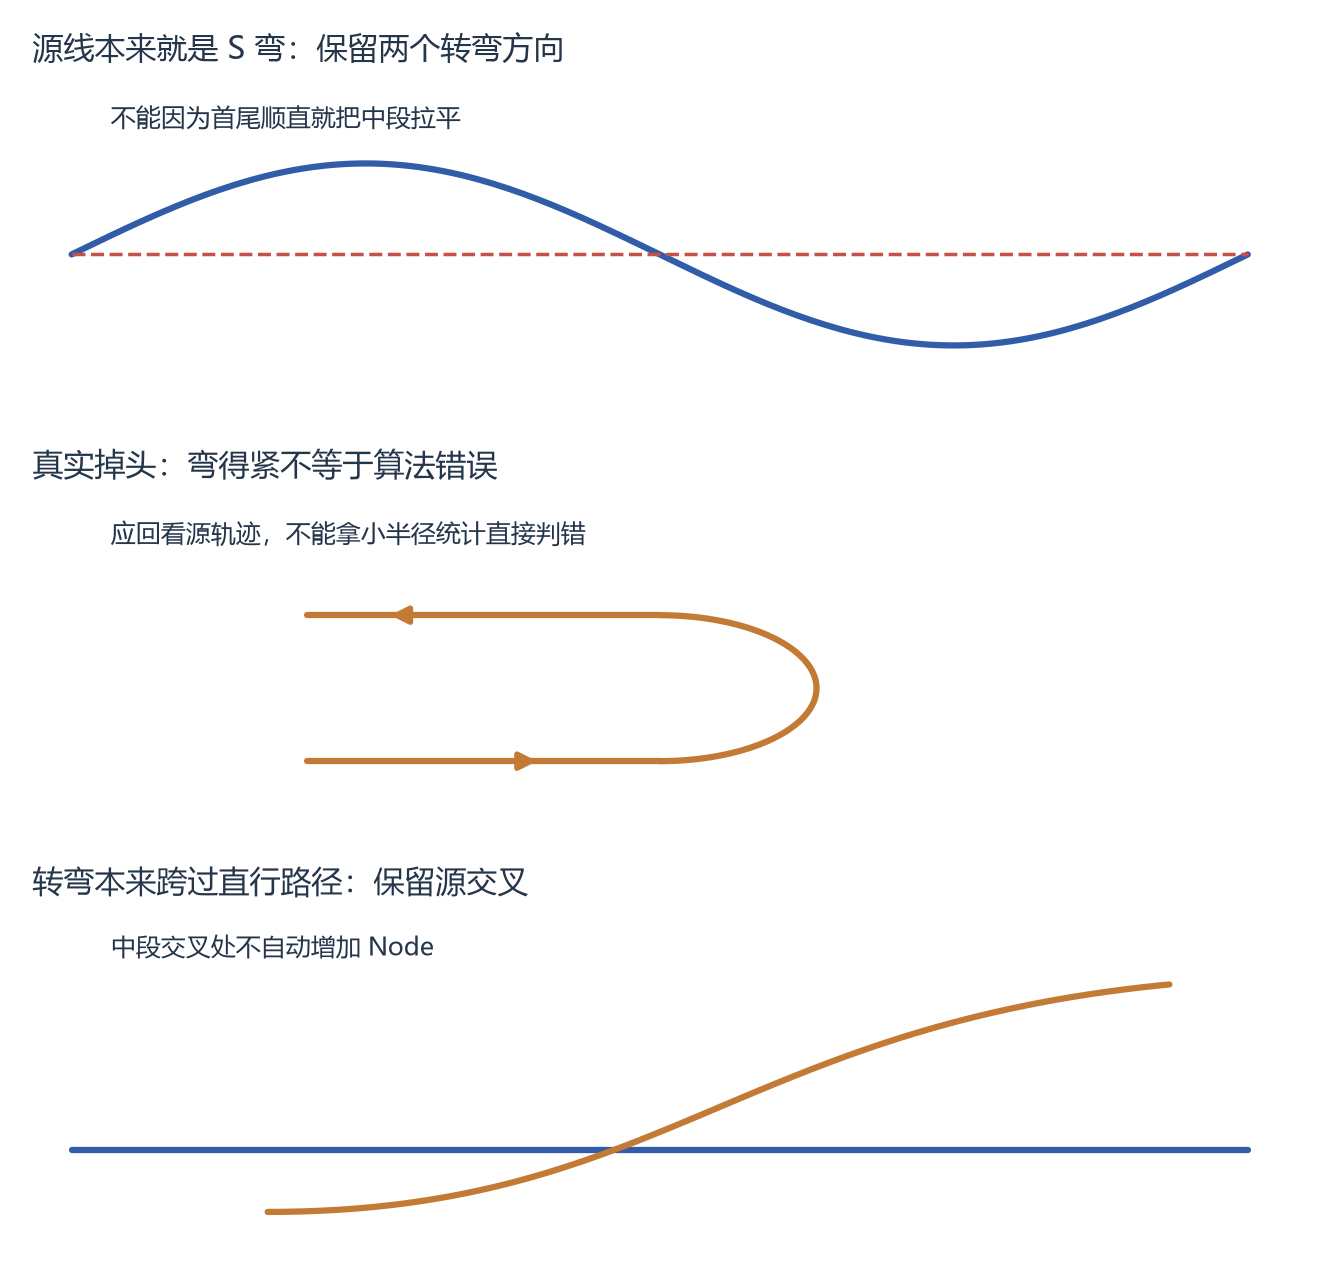 源线本来就是 S 弯：保留两个转弯方向
不能因为首尾顺直就把中段拉平
真实掉头：弯得紧不等于算法错误
应回看源轨迹，不能拿小半径统计直接判错
转弯本来跨过直行路径：保留源交叉
中段交叉处不自动增加 Node